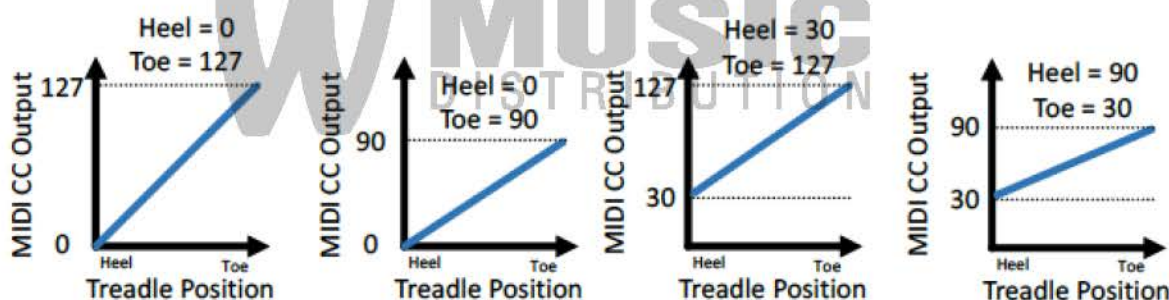 W MUSIC
DISTRIBUTION
Heel = 0
Toe = 127
MIDI CC Output
127
0
Heel
Toe
Treadle Position
Heel = 0
Toe = 90
MIDI CC Output
90
0
Heel
Toe
Treadle Position
Heel = 30
Toe = 127
MIDI CC Output
127
30
Heel
Toe
Treadle Position
Heel = 90
Toe = 30
MIDI CC Output
90
30
Heel
Toe
Treadle Position